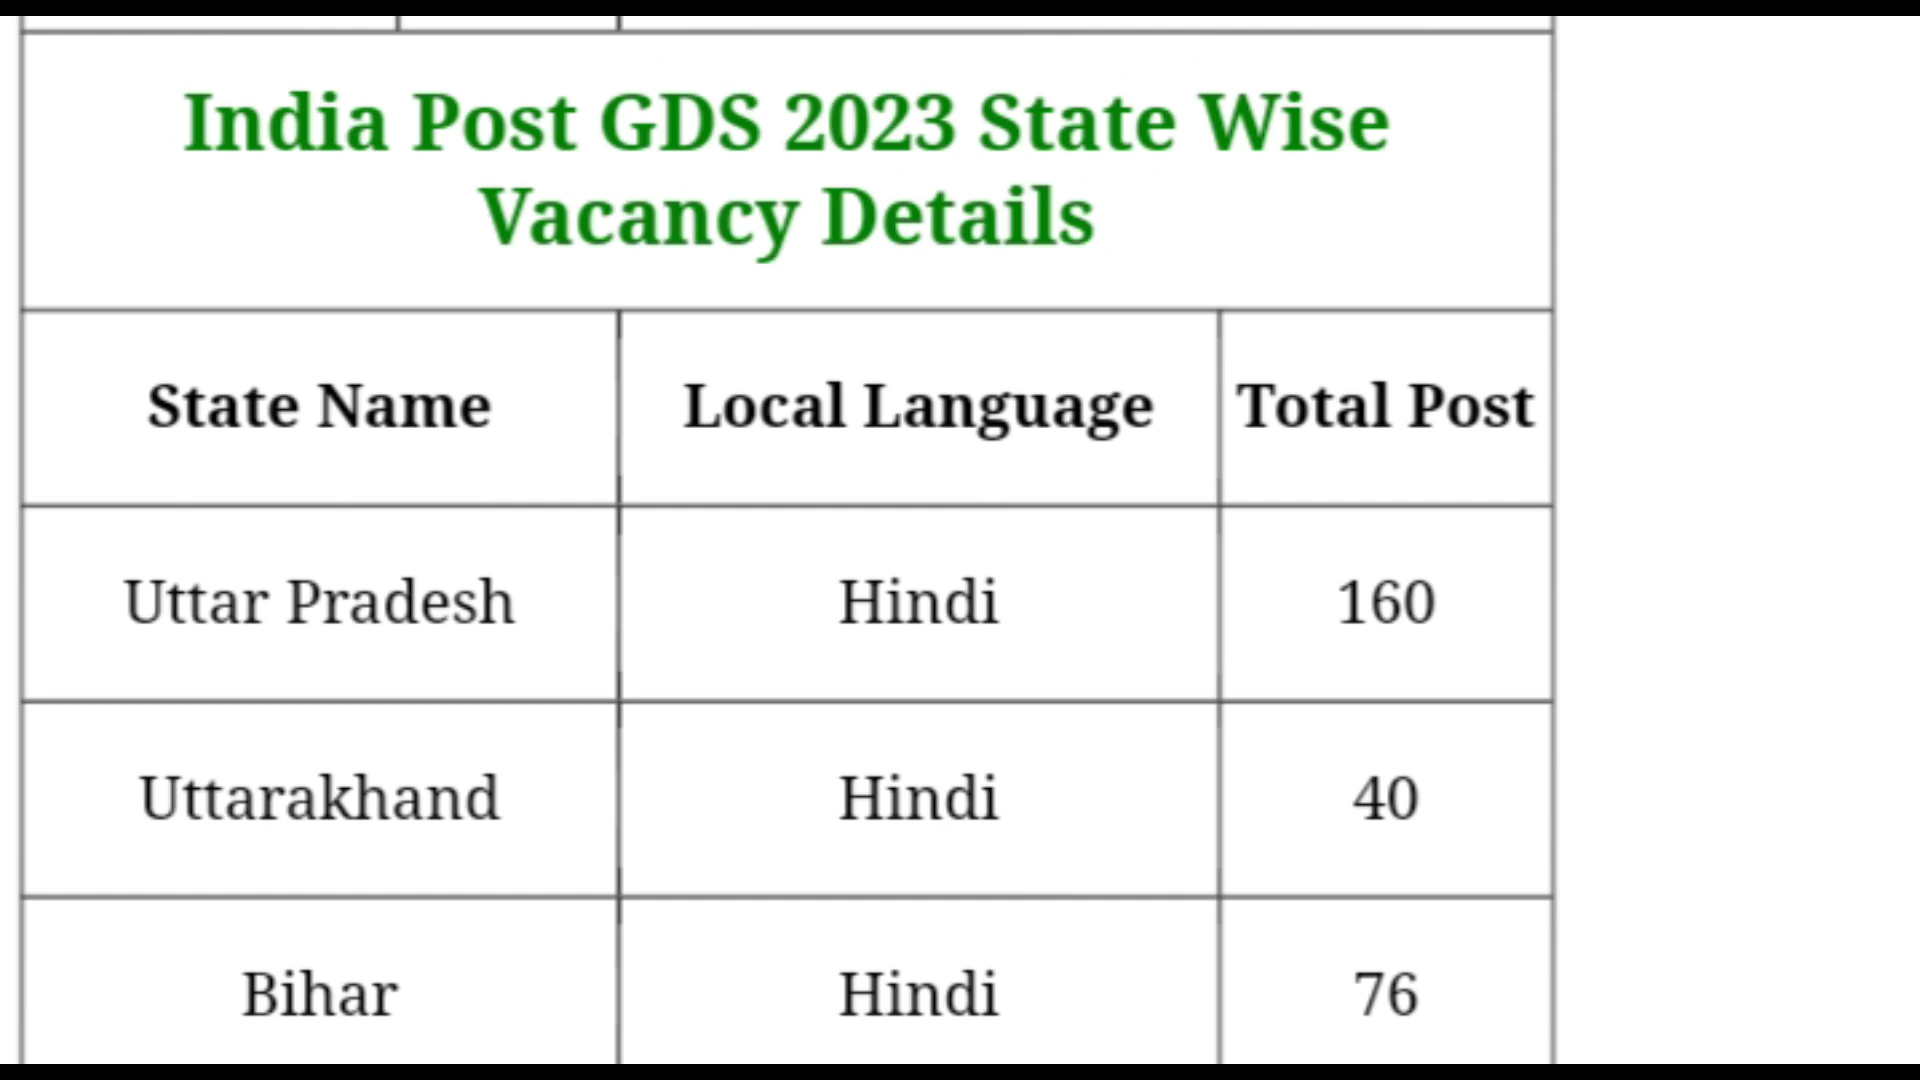 India Post GDS 2023 State Wise
Vacancy Details
State Name Local Language Total Post
Uttar Pradesh Hindi 160
Uttarakhand Hindi 40
Bihar Hindi 76